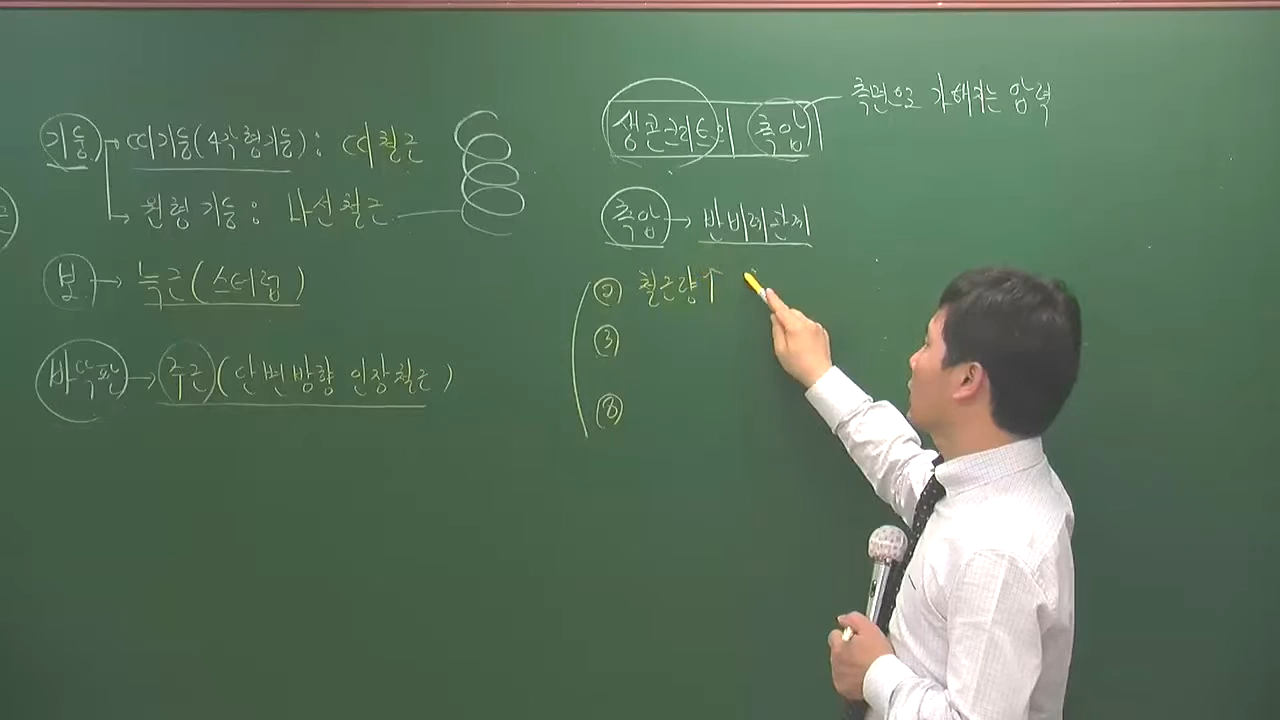 기둥 → 띠기둥(4각형기둥) : 띠철근
→ 원형 기둥 : 나선철근
보 → 늑근(스터럽)
바닥판 → 주근(단변방향 인장철근)
생콘크리트의 측압
측면으로 가해지는 압력
측압 → 반비례관계
② 철근량↑
③
⑧